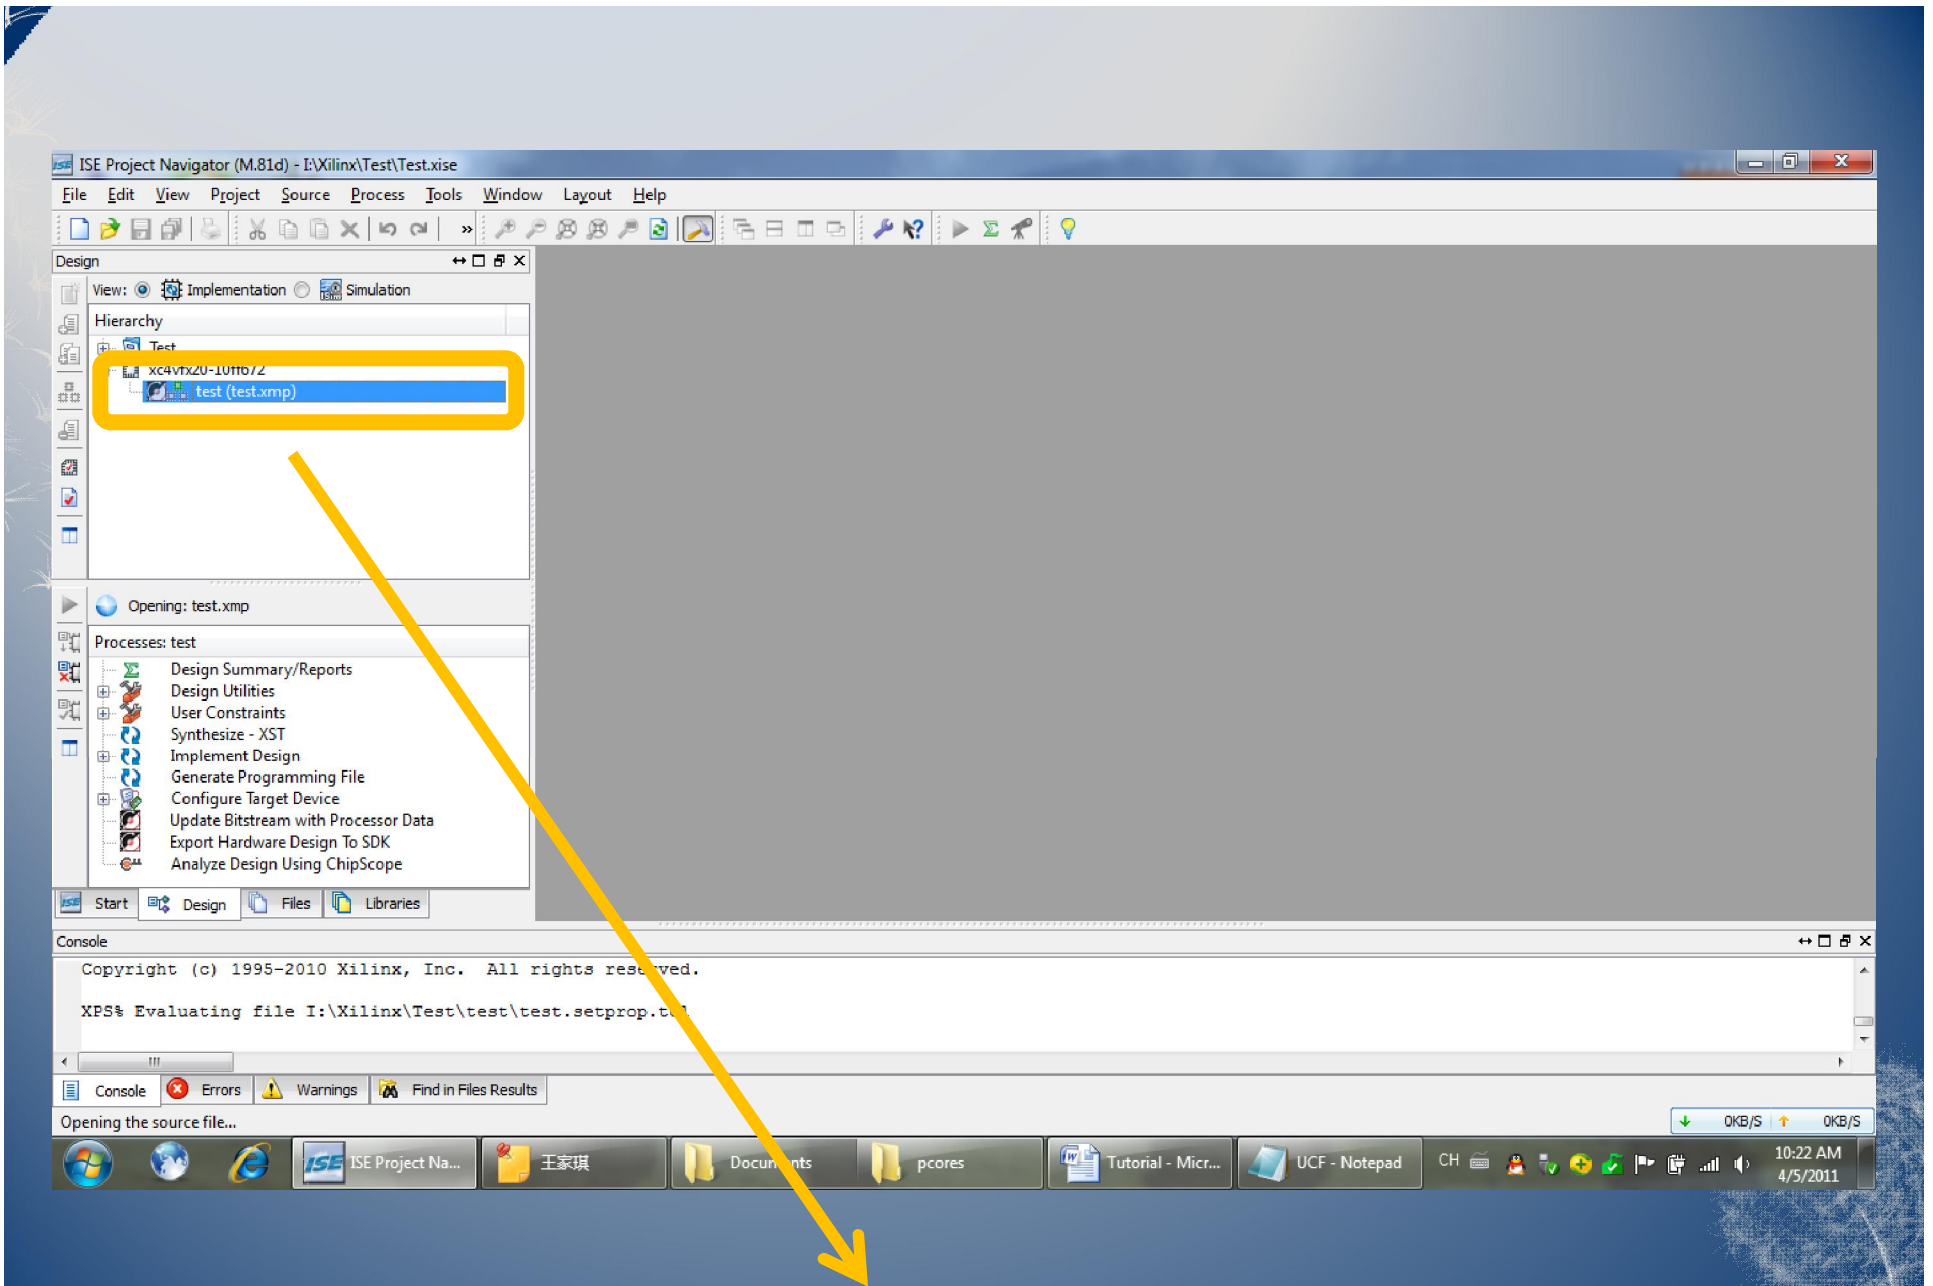 ISE Project Navigator (M.81d) - I:\Xilinx\Test\Test.xise
File Edit View Project Source Process Tools Window Layout Help
Design
View: Implementation Simulation
Hierarchy
Test
xc4vfx20-10ff672
test (test.xmp)
Opening: test.xmp
Processes: test
Design Summary/Reports
Design Utilities
User Constraints
Synthesize - XST
Implement Design
Generate Programming File
Configure Target Device
Update Bitstream with Processor Data
Export Hardware Design To SDK
Analyze Design Using ChipScope
Start Design Files Libraries
Console
Copyright (c) 1995-2010 Xilinx, Inc. All rights reserved.
XPS% Evaluating file I:\Xilinx\Test\test\test.setprop.tcl
Console Errors Warnings Find in Files Results
Opening the source file...
0KB/S 0KB/S
ISE Project Na... 王家琪 Documents pcores Tutorial - Micr... UCF - Notepad CH 10:22 AM
4/5/2011